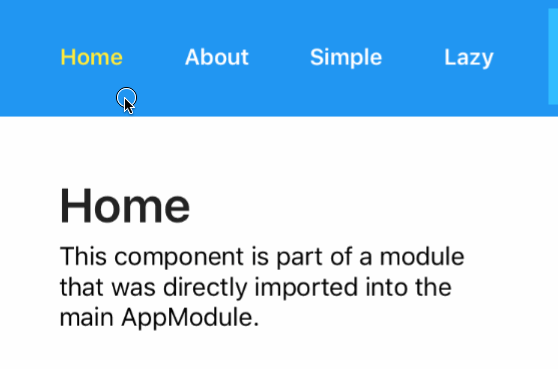 Home About Simple Lazy
Home
This component is part of a module
that was directly imported into the
main AppModule.